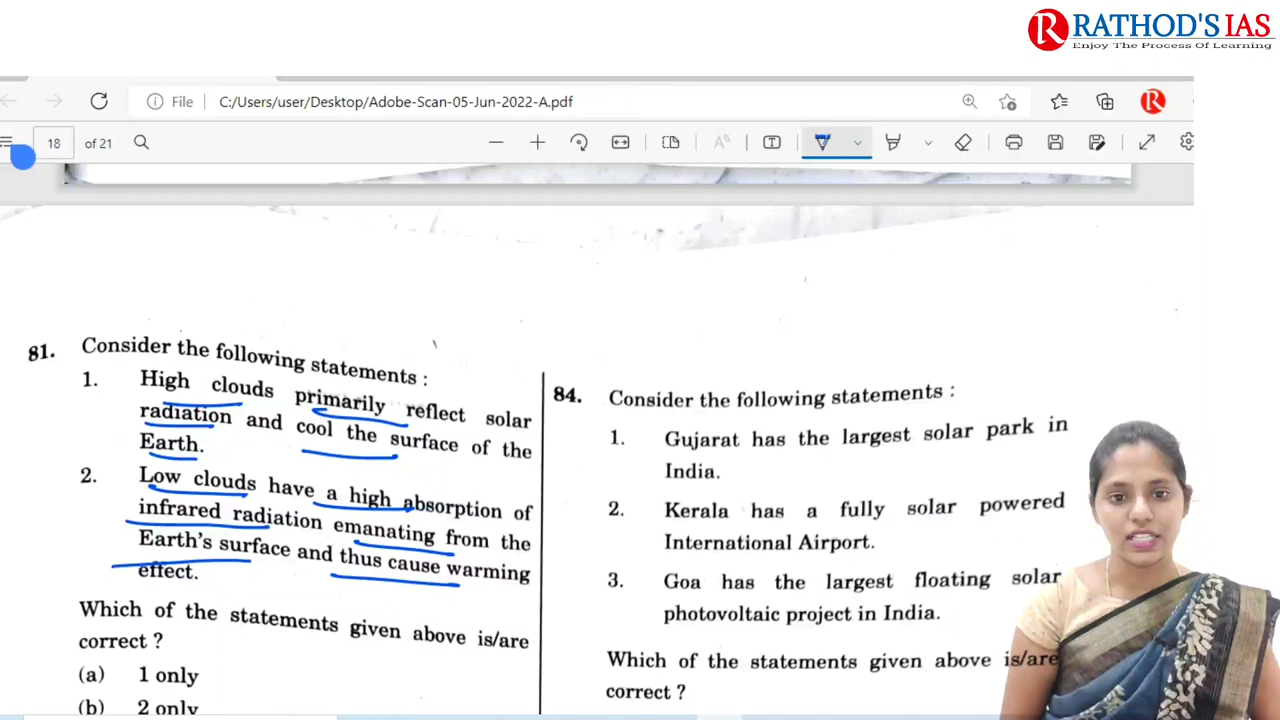 RATHOD'S IAS
Enjoy The Process Of Learning
File
C:/Users/user/Desktop/Adobe-Scan-05-Jun-2022-A.pdf
18
of 21
81. Consider the following statements :
1. High clouds primarily reflect solar
radiation and cool the surface of the
Earth.
2. Low clouds have a high absorption of
infrared radiation emanating from the
Earth's surface and thus cause warming
effect.
Which of the statements given above is/are
correct ?
(a) 1 only
(b) 2 only
84. Consider the following statements :
1. Gujarat has the largest solar park in
India.
2. Kerala has a fully solar powered
International Airport.
3. Goa has the largest floating solar
photovoltaic project in India.
Which of the statements given above is/are
correct ?